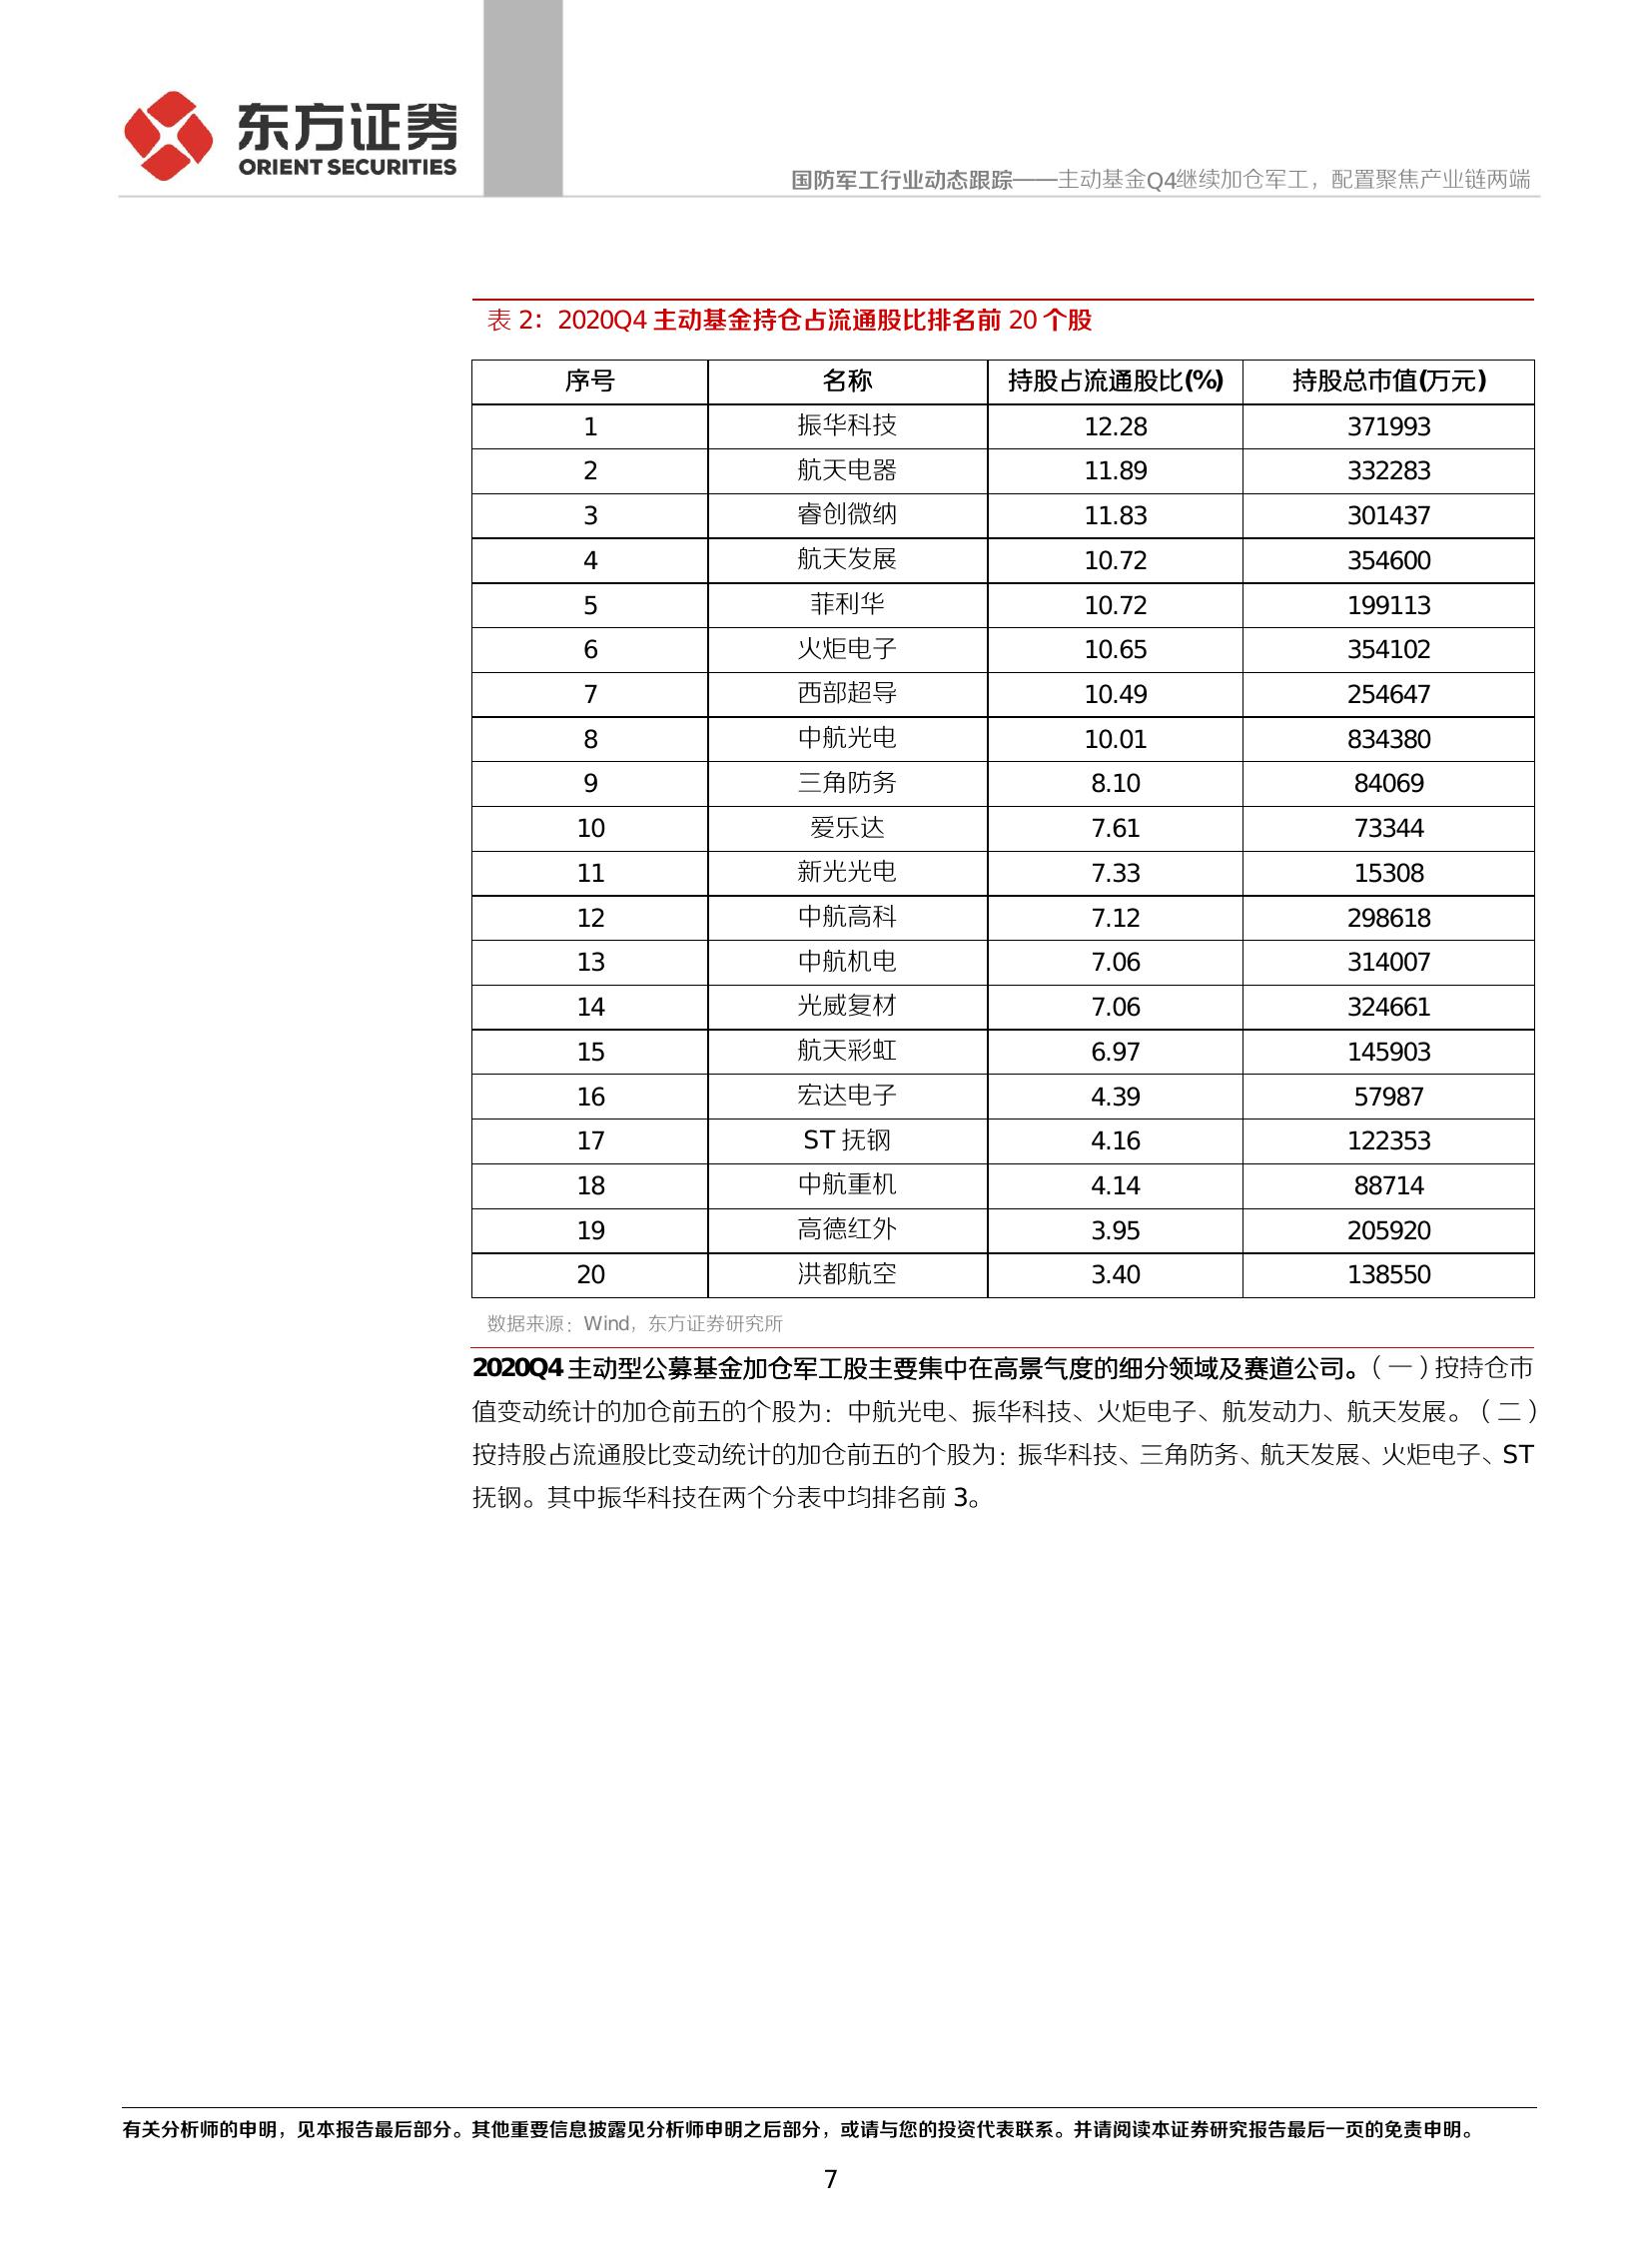 东方证券
ORIENT SECURITIES
国防军工行业动态跟踪——主动基金Q4继续加仓军工，配置聚焦产业链两端
表 2：2020Q4 主动基金持仓占流通股比排名前 20 个股
序号 名称 持股占流通股比(%) 持股总市值(万元)
1 振华科技 12.28 371993
2 航天电器 11.89 332283
3 睿创微纳 11.83 301437
4 航天发展 10.72 354600
5 菲利华 10.72 199113
6 火炬电子 10.65 354102
7 西部超导 10.49 254647
8 中航光电 10.01 834380
9 三角防务 8.10 84069
10 爱乐达 7.61 73344
11 新光光电 7.33 15308
12 中航高科 7.12 298618
13 中航机电 7.06 314007
14 光威复材 7.06 324661
15 航天彩虹 6.97 145903
16 宏达电子 4.39 57987
17 ST 抚钢 4.16 122353
18 中航重机 4.14 88714
19 高德红外 3.95 205920
20 洪都航空 3.40 138550
数据来源：Wind，东方证券研究所
2020Q4 主动型公募基金加仓军工股主要集中在高景气度的细分领域及赛道公司。（一）按持仓市
值变动统计的加仓前五的个股为：中航光电、振华科技、火炬电子、航发动力、航天发展。（二）
按持股占流通股比变动统计的加仓前五的个股为：振华科技、三角防务、航天发展、火炬电子、ST
抚钢。其中振华科技在两个分表中均排名前 3。
有关分析师的申明，见本报告最后部分。其他重要信息披露见分析师申明之后部分，或请与您的投资代表联系。并请阅读本证券研究报告最后一页的免责申明。
7